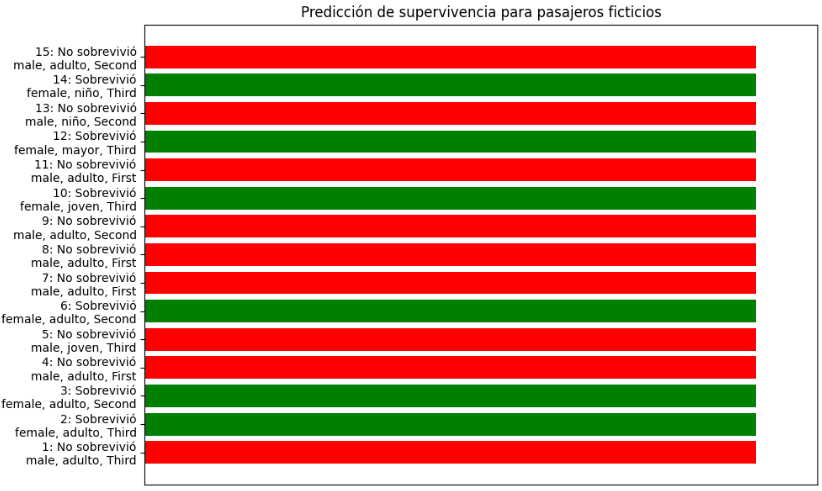 Predicción de supervivencia para pasajeros ficticios
15: No sobrevivió
male, adulto, Second
14: Sobrevivió
female, niño, Third
13: No sobrevivió
male, niño, Second
12: Sobrevivió
female, mayor, Third
11: No sobrevivió
male, adulto, First
10: Sobrevivió
female, joven, Third
9: No sobrevivió
male, adulto, Second
8: No sobrevivió
male, adulto, First
7: No sobrevivió
male, adulto, First
6: Sobrevivió
female, adulto, Second
5: No sobrevivió
male, joven, Third
4: No sobrevivió
male, adulto, First
3: Sobrevivió
female, adulto, Second
2: Sobrevivió
female, adulto, Third
1: No sobrevivió
male, adulto, Third